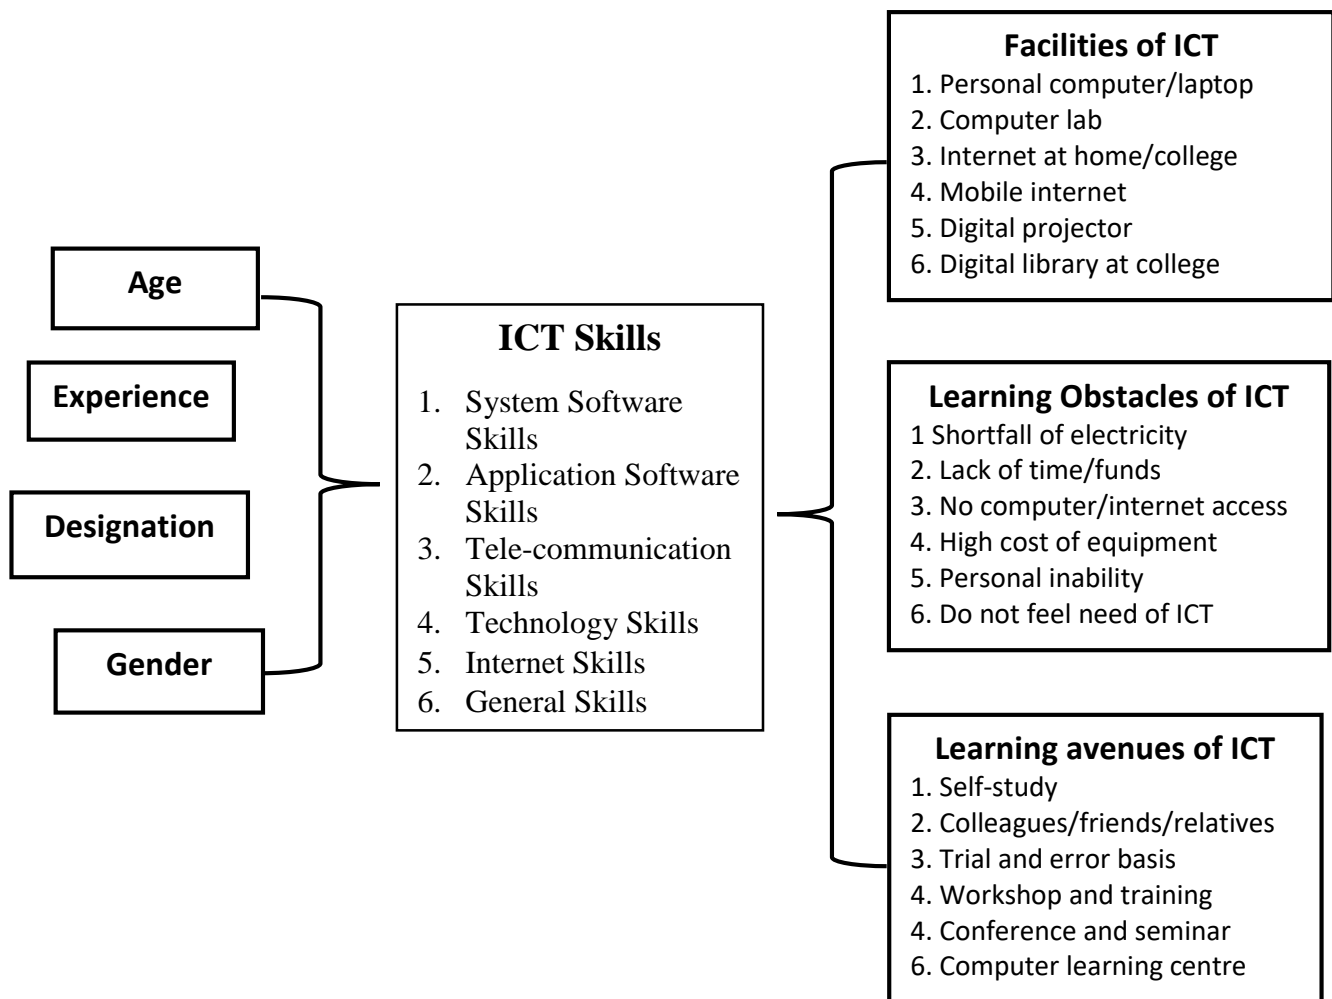 Age
Experience
Designation
Gender
ICT Skills
1. System Software
Skills
2. Application Software
Skills
3. Tele-communication
Skills
4. Technology Skills
5. Internet Skills
6. General Skills
Facilities of ICT
1. Personal computer/laptop
2. Computer lab
3. Internet at home/college
4. Mobile internet
5. Digital projector
6. Digital library at college
Learning Obstacles of ICT
1 Shortfall of electricity
2. Lack of time/funds
3. No computer/internet access
4. High cost of equipment
5. Personal inability
6. Do not feel need of ICT
Learning avenues of ICT
1. Self-study
2. Colleagues/friends/relatives
3. Trial and error basis
4. Workshop and training
4. Conference and seminar
6. Computer learning centre